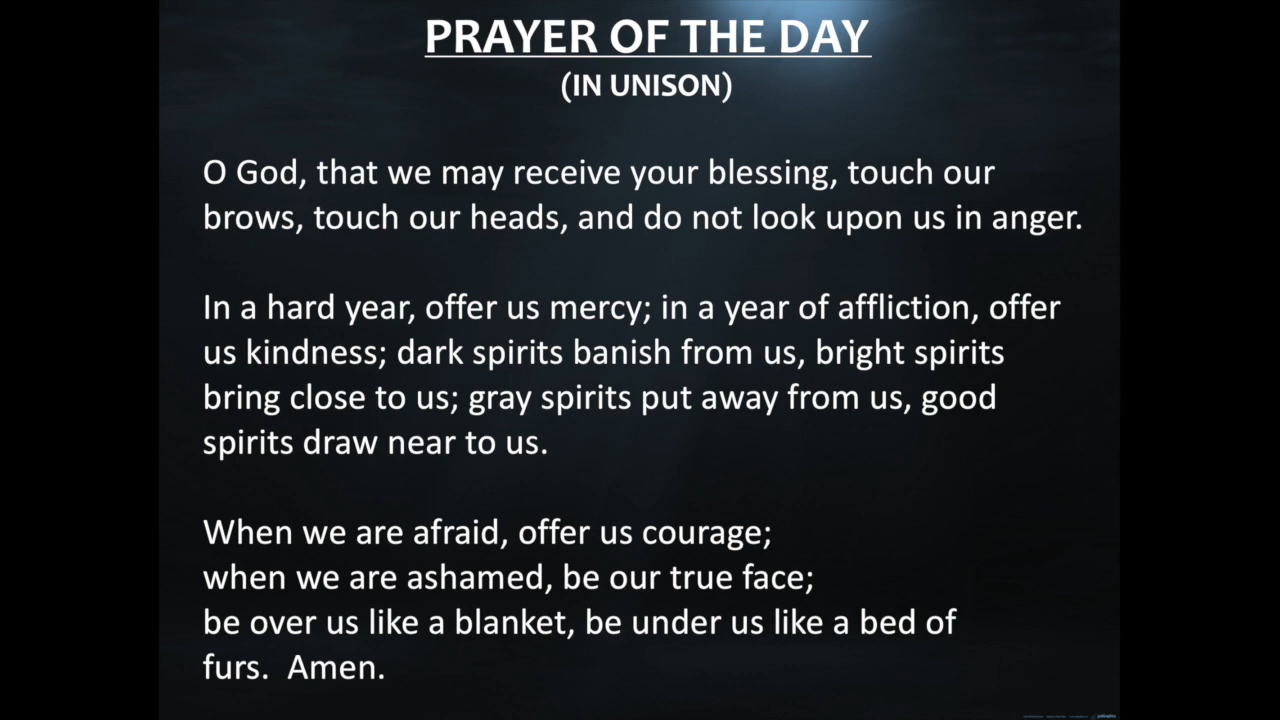 PRAYER OF THE DAY
(IN UNISON)
O God, that we may receive your blessing, touch our
brows, touch our heads, and do not look upon us in anger.
In a hard year, offer us mercy; in a year of affliction, offer
us kindness; dark spirits banish from us, bright spirits
bring close to us; gray spirits put away from us, good
spirits draw near to us.
When we are afraid, offer us courage;
when we are ashamed, be our true face;
be over us like a blanket, be under us like a bed of
furs.  Amen.